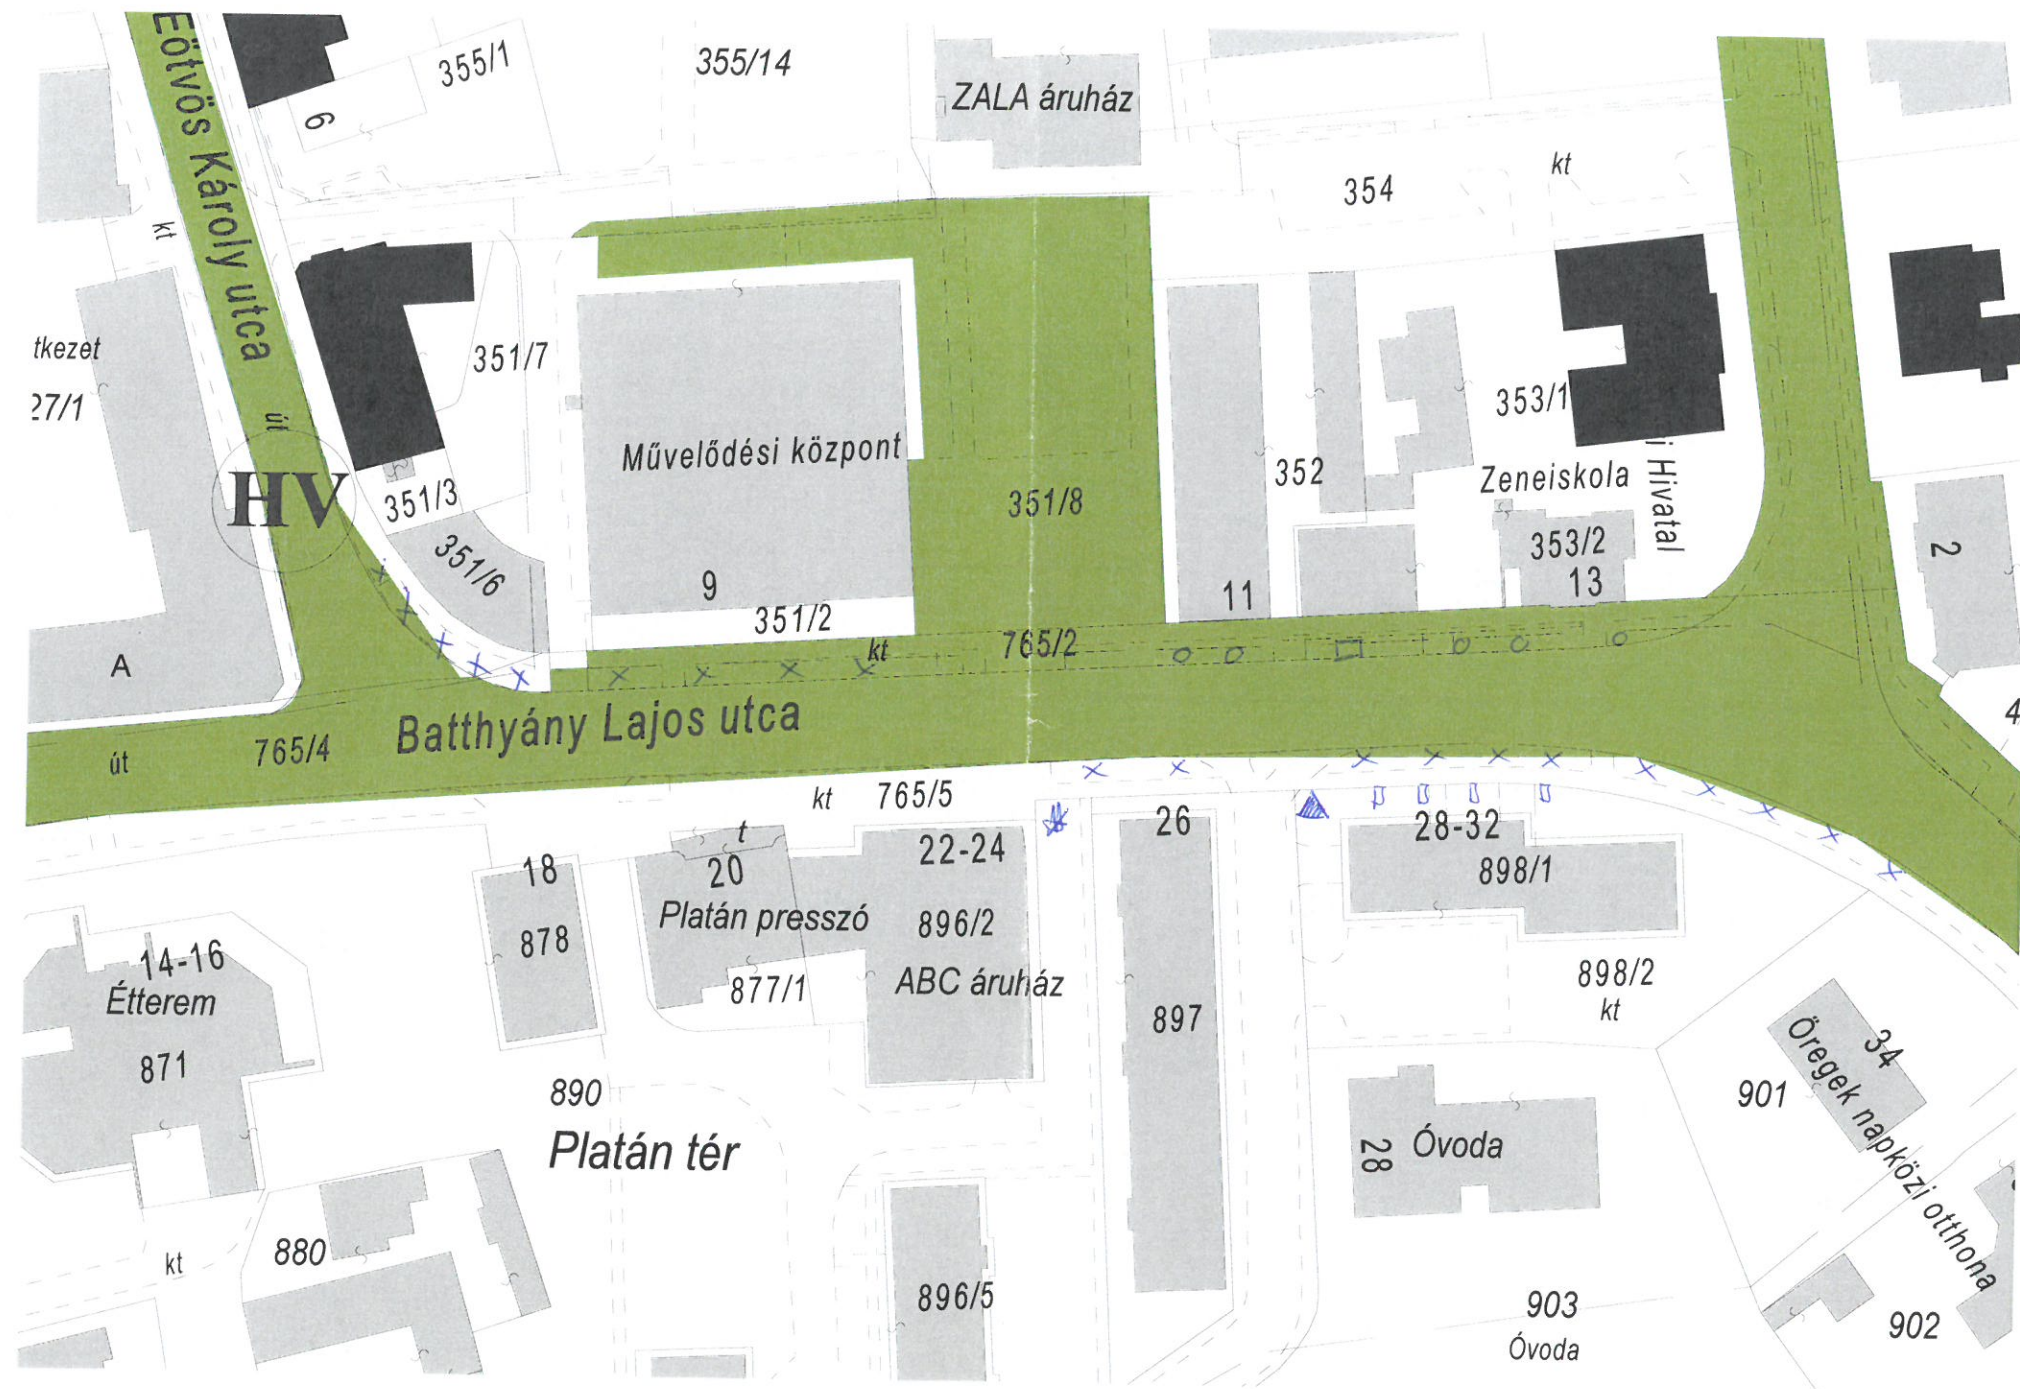 Eötvös Károly utca
355/1
355/14
6
ZALA áruház
354
kt
kt
351/7
tkezet
27/1
út
Művelődési központ
353/1
352
Zeneiskola
i Hivatal
HV
351/3
351/8
351/6
353/2
2
9
11
13
351/2
kt
765/2
A
Batthyány Lajos utca
út
765/4
4
kt
765/5
t
26
28-32
18
20
22-24
898/1
878
Platán presszó
896/2
14-16
Étterem
877/1
ABC áruház
898/2
kt
897
871
34
Öregek napközi otthona
890
901
Platán tér
28
Óvoda
kt
880
896/5
903
Óvoda
902